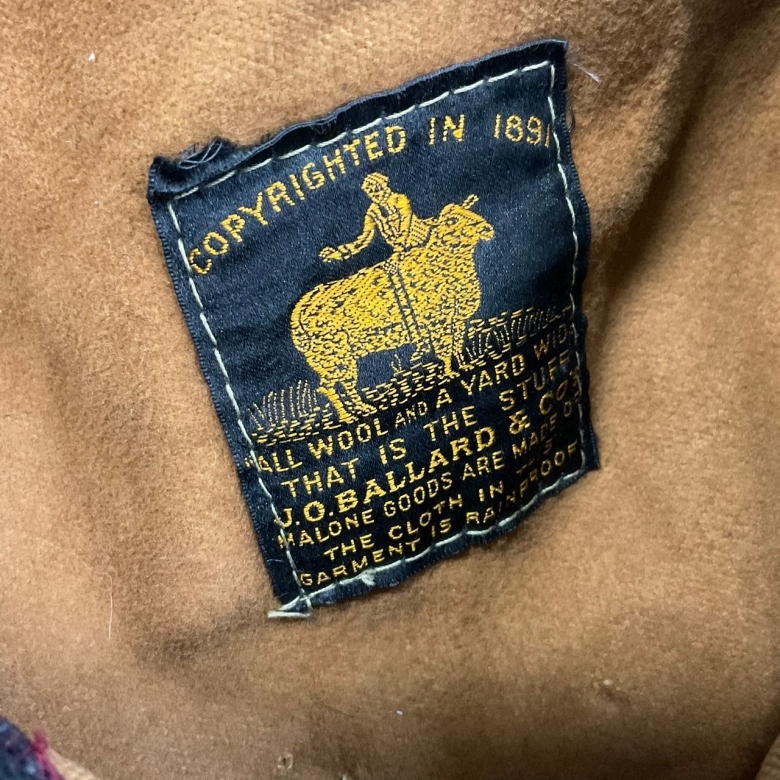 COPYRIGHTED IN 1891
"ALL WOOL AND A YARD WIDE
THAT IS THE STUFF
J.O.BALLARD & CO'S
MALONE GOODS ARE MADE OF
THE CLOTH IN
GARMENT IS RAINPROOF